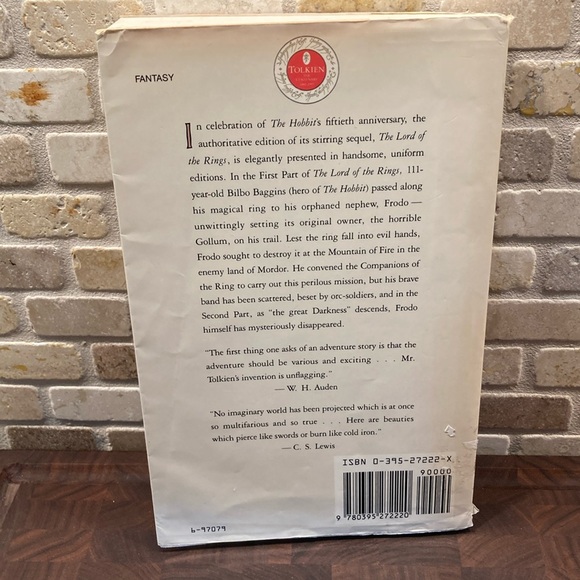 TOLKIEN
FANTASY
In celebration of The Hobbit's fiftieth anniversary, the
authoritative edition of its stirring sequel, The Lord of
the Rings, is elegantly presented in handsome, uniform
editions. In the First Part of The Lord of the Rings, 111-
year-old Bilbo Baggins (hero of The Hobbit) passed along
his magical ring to his orphaned nephew, Frodo —
unwittingly setting its original owner, the horrible
Gollum, on his trail. Lest the ring fall into evil hands,
Frodo sought to destroy it at the Mountain of Fire in the
enemy land of Mordor. He convened the Companions of
the Ring to carry out this perilous mission, but his brave
band has been scattered, beset by orc-soldiers, and in the
Second Part, as "the great Darkness" descends, Frodo
himself has mysteriously disappeared.
"The first thing one asks of an adventure story is that the
adventure should be various and exciting . . . Mr.
Tolkien's invention is unflagging."
— W. H. Auden
"No imaginary world has been projected which is at once
so multifarious and so true . . . Here are beauties
which pierce like swords or burn like cold iron."
— C. S. Lewis
ISBN 0-395-27222-X
90000
9 780395 272220
6-97079